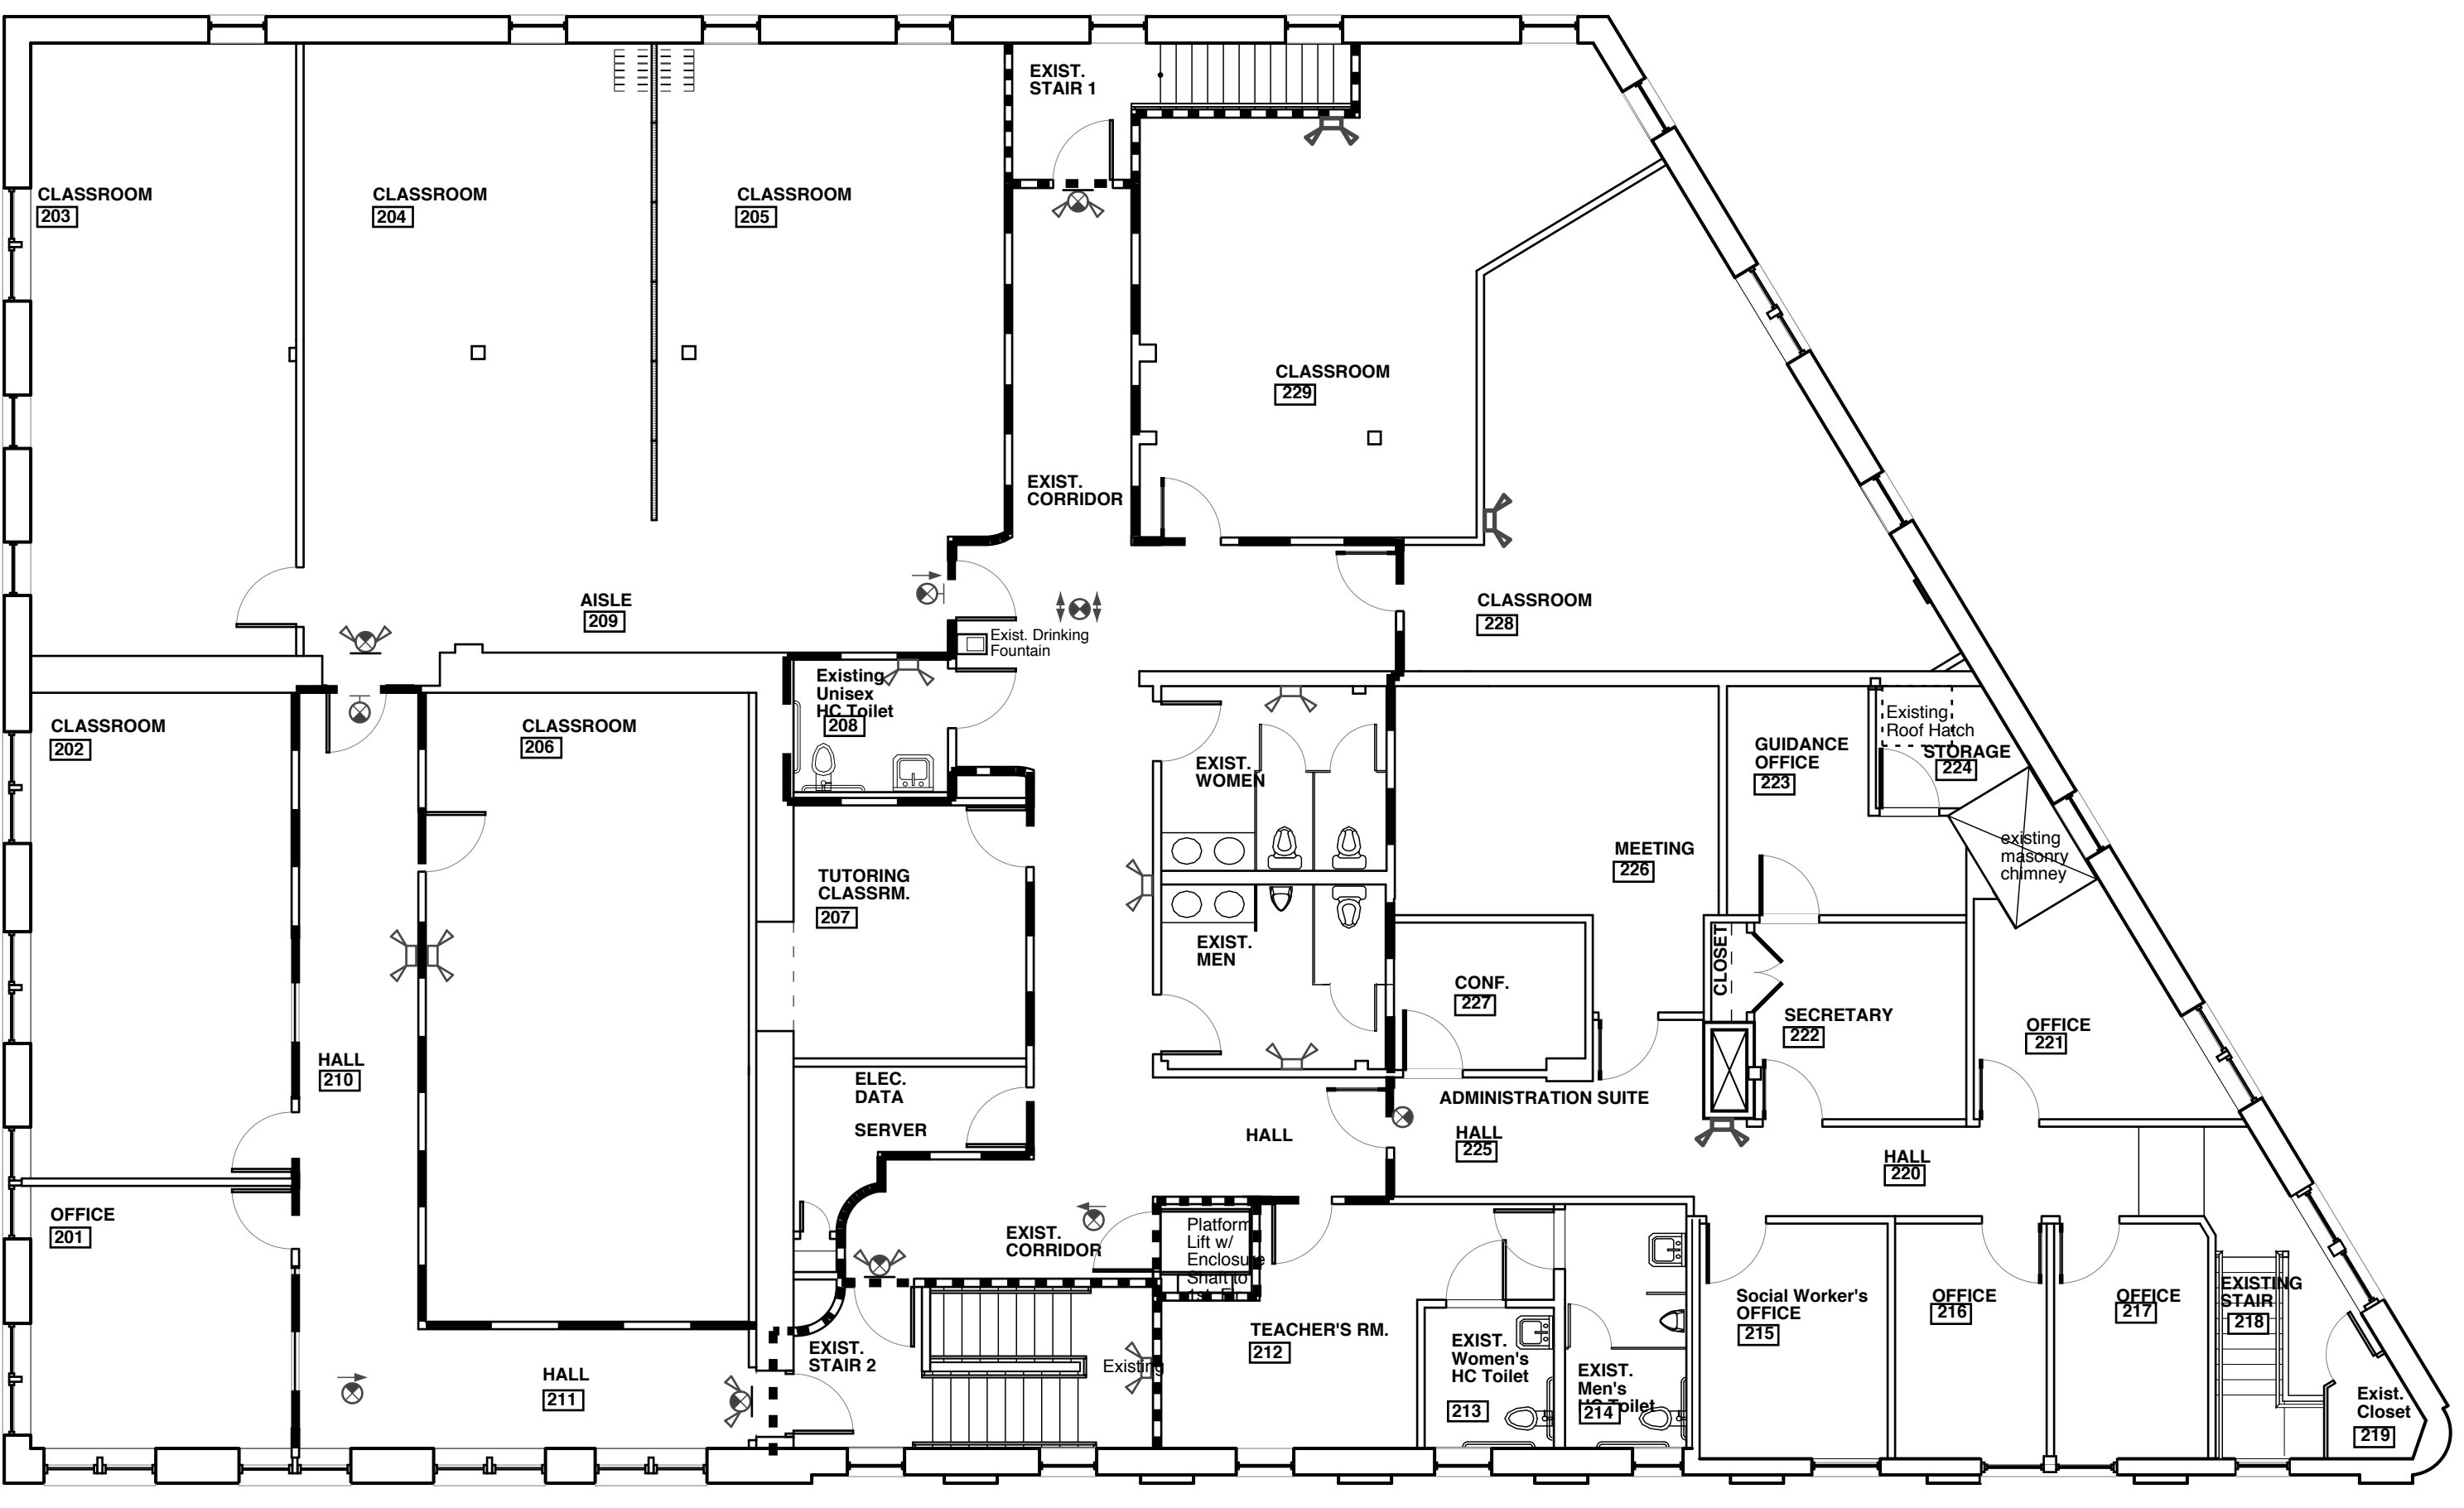 EXIST.
STAIR 1
CLASSROOM
203
CLASSROOM
204
CLASSROOM
205
CLASSROOM
229
EXIST.
CORRIDOR
AISLE
209
CLASSROOM
228
Exist. Drinking
Fountain
Existing
Unisex
HC Toilet
208
CLASSROOM
202
CLASSROOM
206
EXIST.
WOMEN
GUIDANCE
OFFICE
223
Existing
Roof Hatch
STORAGE
224
existing
masonry
chimney
TUTORING
CLASSRM.
207
MEETING
226
EXIST.
MEN
CONF.
227
CLOSET
SECRETARY
222
OFFICE
221
HALL
210
ELEC.
DATA
SERVER
ADMINISTRATION SUITE
HALL
HALL
225
HALL
220
OFFICE
201
EXIST.
CORRIDOR
Platform
Lift w/
Enclosure
Shaft to
Social Worker's
OFFICE
215
OFFICE
216
OFFICE
217
EXISTING
STAIR
218
EXIST.
STAIR 2
Existing
TEACHER'S RM.
212
EXIST.
Women's
HC Toilet
213
EXIST.
Men's
HC Toilet
214
HALL
211
Exist.
Closet
219